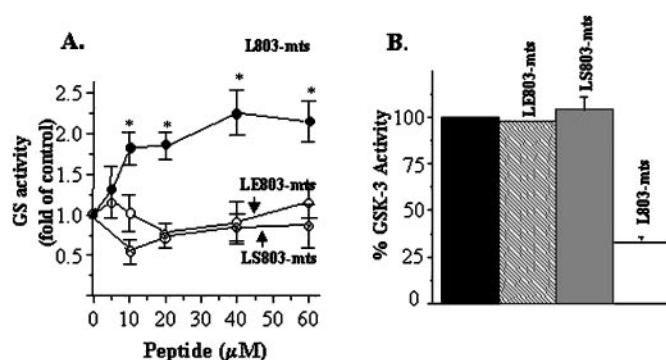 A.
L803-mts
* * * *
GS activity
(fold of control)
2.5
2.0
1.5
1.0
0.5
LE803-mts
LS803-mts
0 10 20 30 40 50 60
Peptide (µM)
B.
% GSK-3 Activity
100
75
50
25
0
LE803-mts
LS803-mts
L803-mts